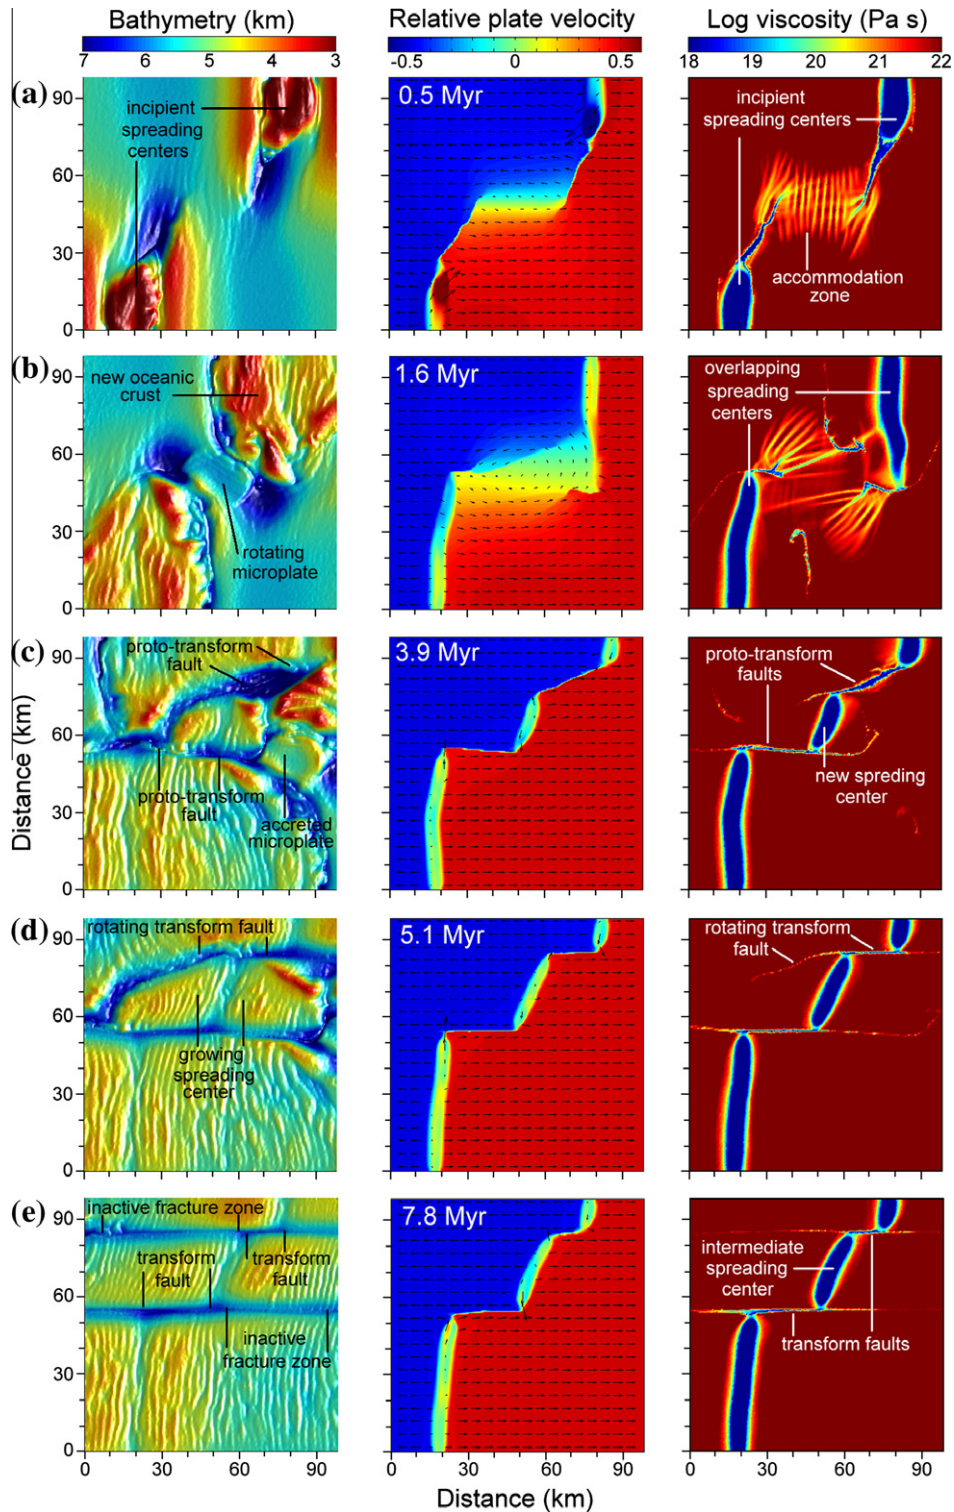 Bathymetry (km)
7 6 5 4 3
Relative plate velocity
-0.5 0 0.5
Log viscosity (Pa s)
18 19 20 21 22
(a)
90
60
30
0
incipient
spreading
centers
0.5 Myr
incipient
spreading centers
accommodation
zone
(b)
90
60
30
0
new oceanic
crust
rotating
microplate
1.6 Myr
overlapping
spreading
centers
(c)
90
60
30
0
proto-transform
fault
proto-transform
fault
accreted
microplate
3.9 Myr
proto-transform
faults
new spreding
center
Distance (km)
(d)
90
60
30
0
rotating transform fault
growing
spreading
center
5.1 Myr
rotating transform
fault
(e)
90
60
30
0
inactive fracture zone
transform
fault
transform
fault
inactive
fracture zone
7.8 Myr
intermediate
spreading
center
transform faults
0 30 60 90
0 30 60 90
0 30 60 90
Distance (km)